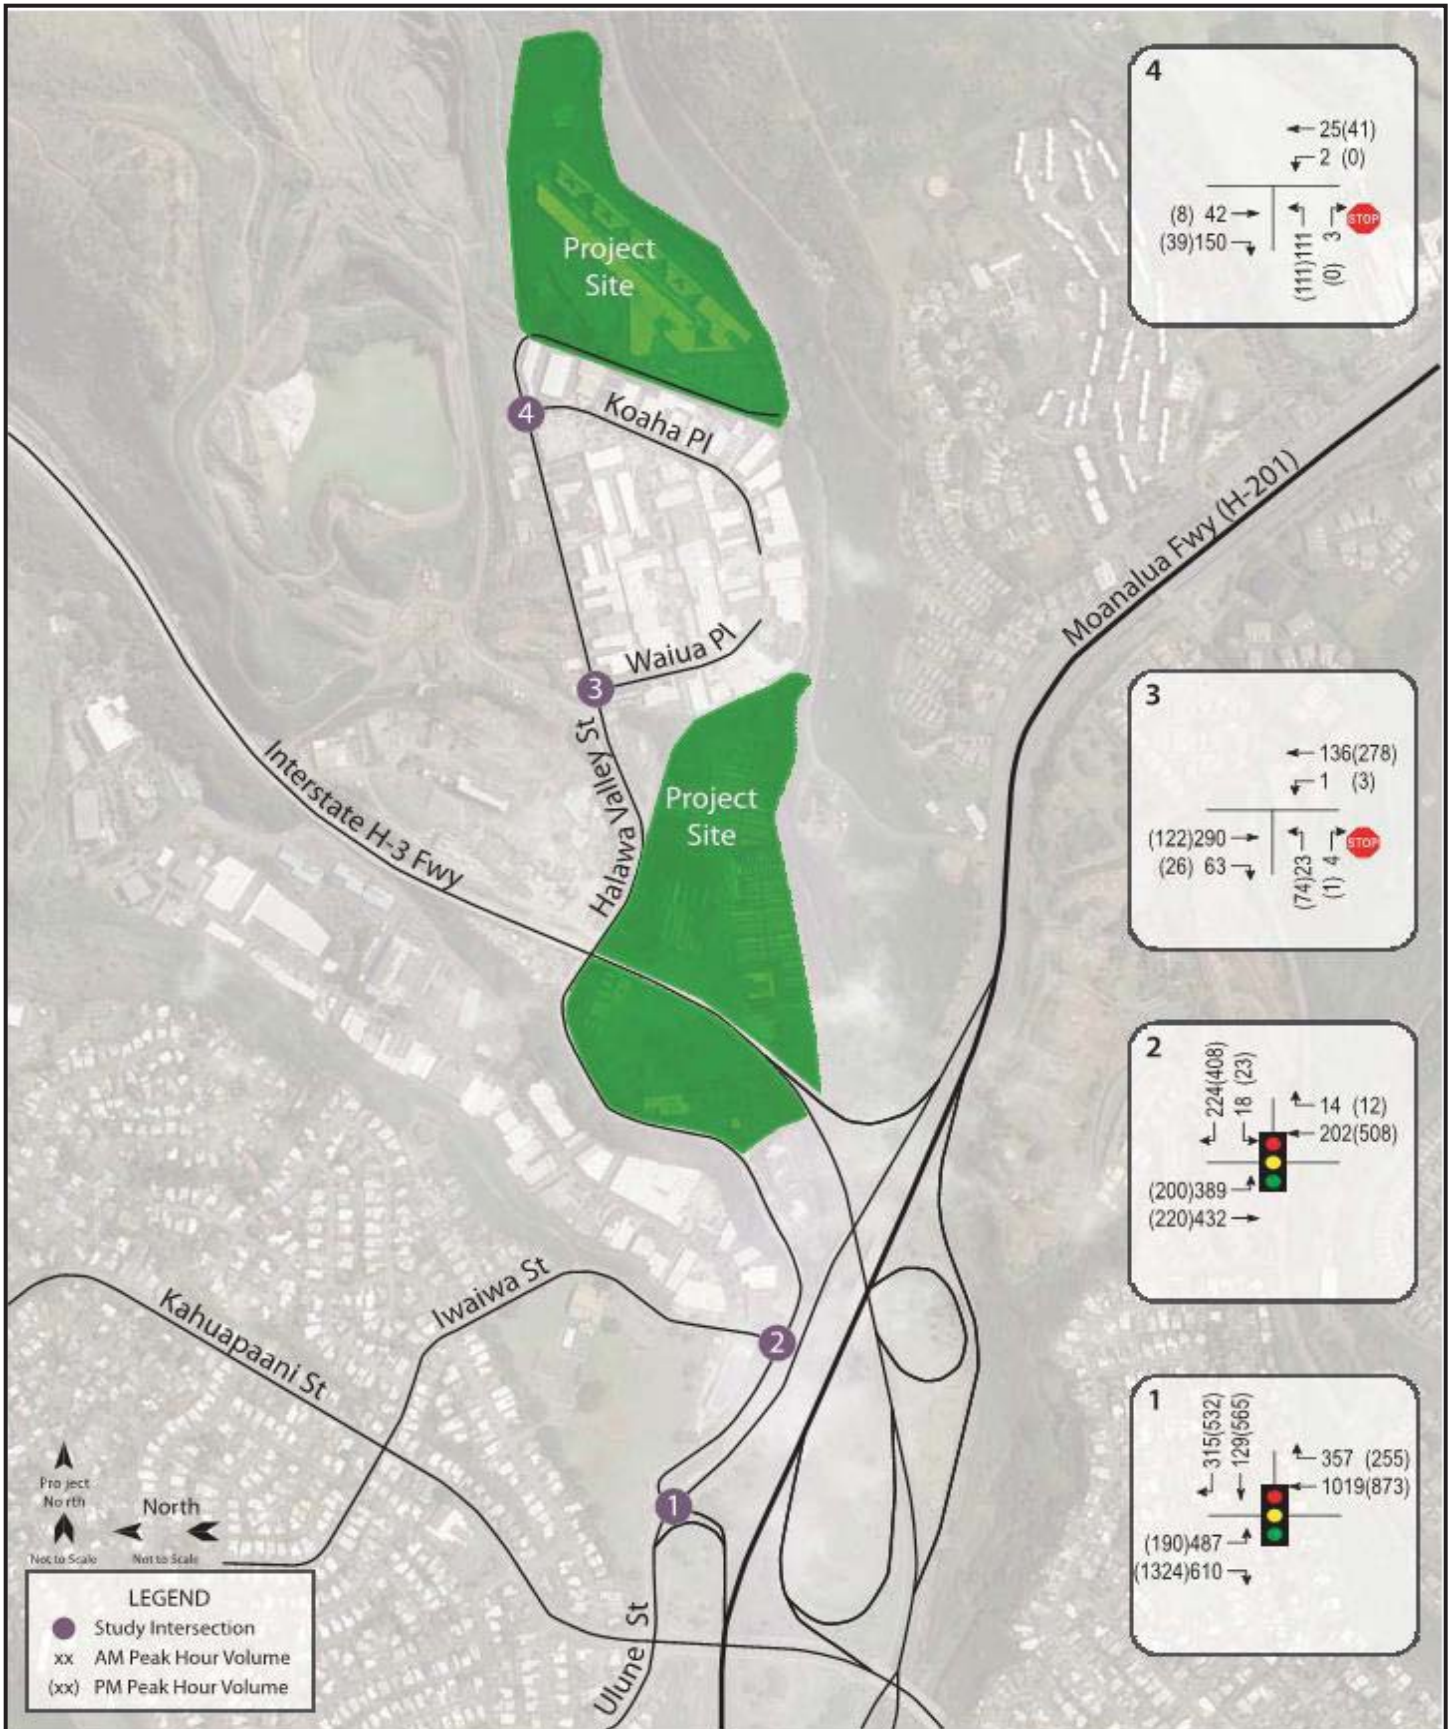 4
25(41)
2 (0)
(8) 42
(39)150
(111)111
(0) 3
STOP
Project
Site
4
Koaha Pl
Moanalua Fwy (H-201)
Waiua Pl
3
Halawa Valley St
Interstate H-3 Fwy
Project
Site
3
136(278)
1 (3)
(122)290
(26) 63
(74)23
(1) 4
STOP
2
224(408)
18 (23)
14 (12)
202(508)
(200)389
(220)432
Iwaiwa St
Kahuapaani St
2
1
Ulune St
1
315(532)
129(565)
357 (255)
1019(873)
(190)487
(1324)610
Project
North
North
Not to Scale
Not to Scale
LEGEND
Study Intersection
xx AM Peak Hour Volume
(xx) PM Peak Hour Volume